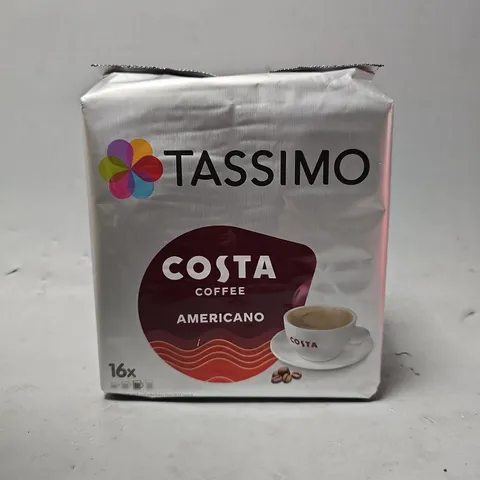 TASSIMO
COSTA
COFFEE
AMERICANO
COSTA
16x